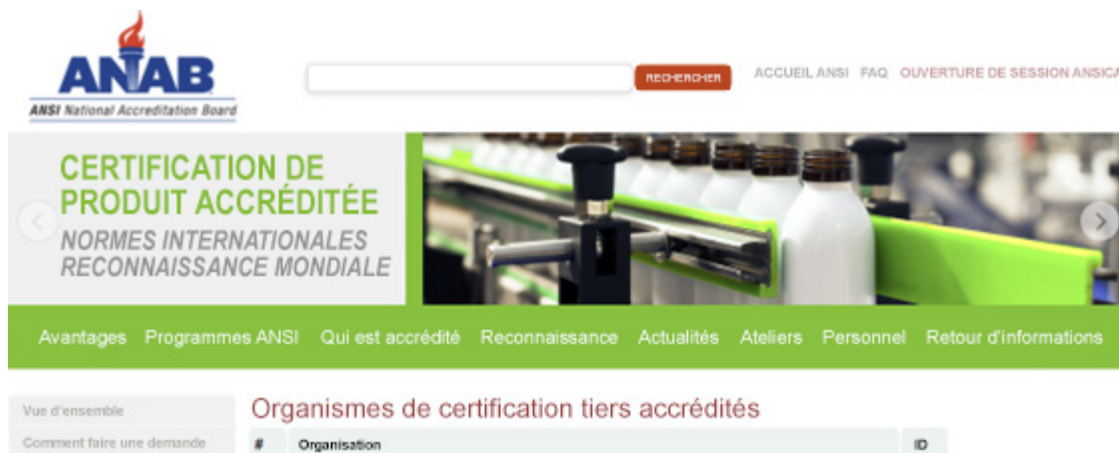 ANAB
ANSI National Accreditation Board
RECHERCHER
ACCUEIL ANSI FAQ OUVERTURE DE SESSION ANSICA
CERTIFICATION DE
PRODUIT ACCRÉDITÉE
NORMES INTERNATIONALES
RECONNAISSANCE MONDIALE
Avantages Programmes ANSI Qui est accrédité Reconnaissance Actualités Ateliers Personnel Retour d'informations
Vue d'ensemble
Comment faire une demande
Organismes de certification tiers accrédités
# Organisation ID